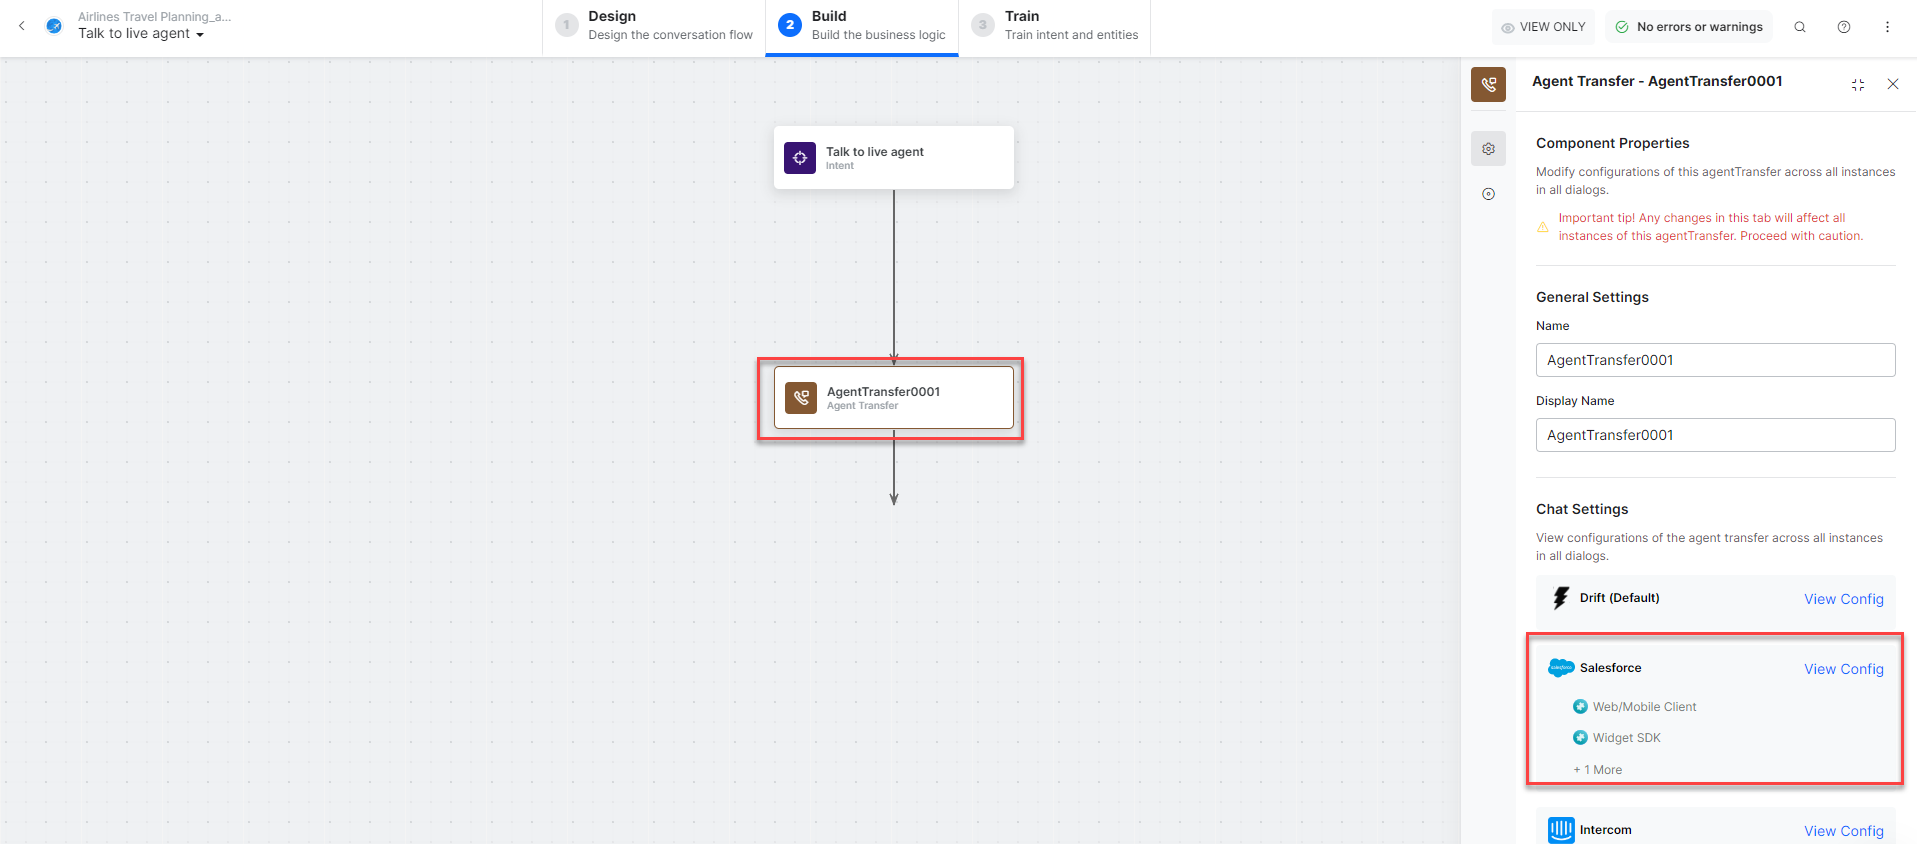 Airlines Travel Planning_a...
Talk to live agent
1
Design
Design the conversation flow
2
Build
Build the business logic
3
Train
Train intent and entities
VIEW ONLY
No errors or warnings
Talk to live agent
Intent
AgentTransfer0001
Agent Transfer
Agent Transfer - AgentTransfer0001
Component Properties
Modify configurations of this agentTransfer across all instances
in all dialogs.
Important tip! Any changes in this tab will affect all
instances of this agentTransfer. Proceed with caution.
General Settings
Name
AgentTransfer0001
Display Name
AgentTransfer0001
Chat Settings
View configurations of the agent transfer across all instances
in all dialogs.
Drift (Default)
View Config
salesforce
Salesforce
View Config
Web/Mobile Client
Widget SDK
+ 1 More
Intercom
View Config